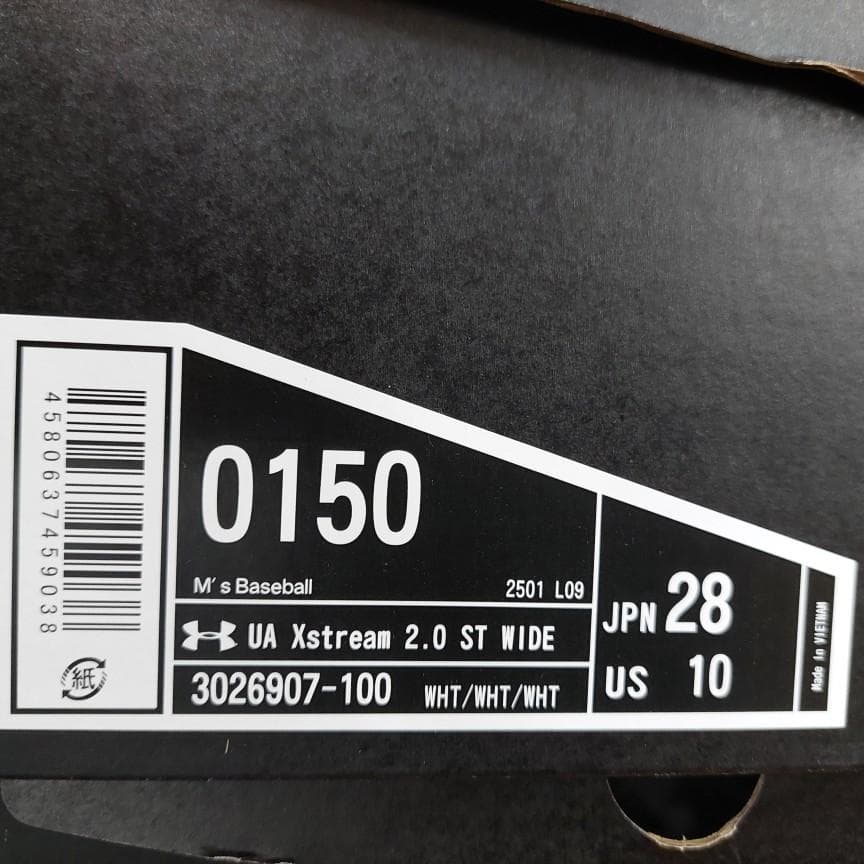 4580637459038
紙
0150
M's Baseball 2501 L09
UA Xstream 2.0 ST WIDE
3026907-100 WHT/WHT/WHT
JPN 28
US 10
Made In VIETNAM